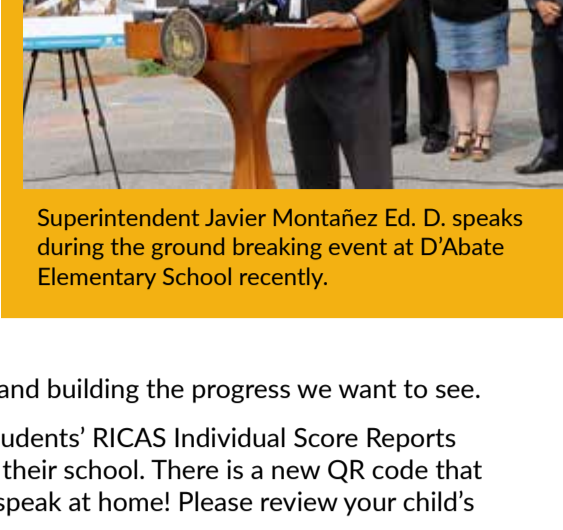 Superintendent Javier Montañez Ed. D. speaks
during the ground breaking event at D’Abate
Elementary School recently.
and building the progress we want to see.
udents’ RICAS Individual Score Reports
their school. There is a new QR code that
speak at home! Please review your child’s